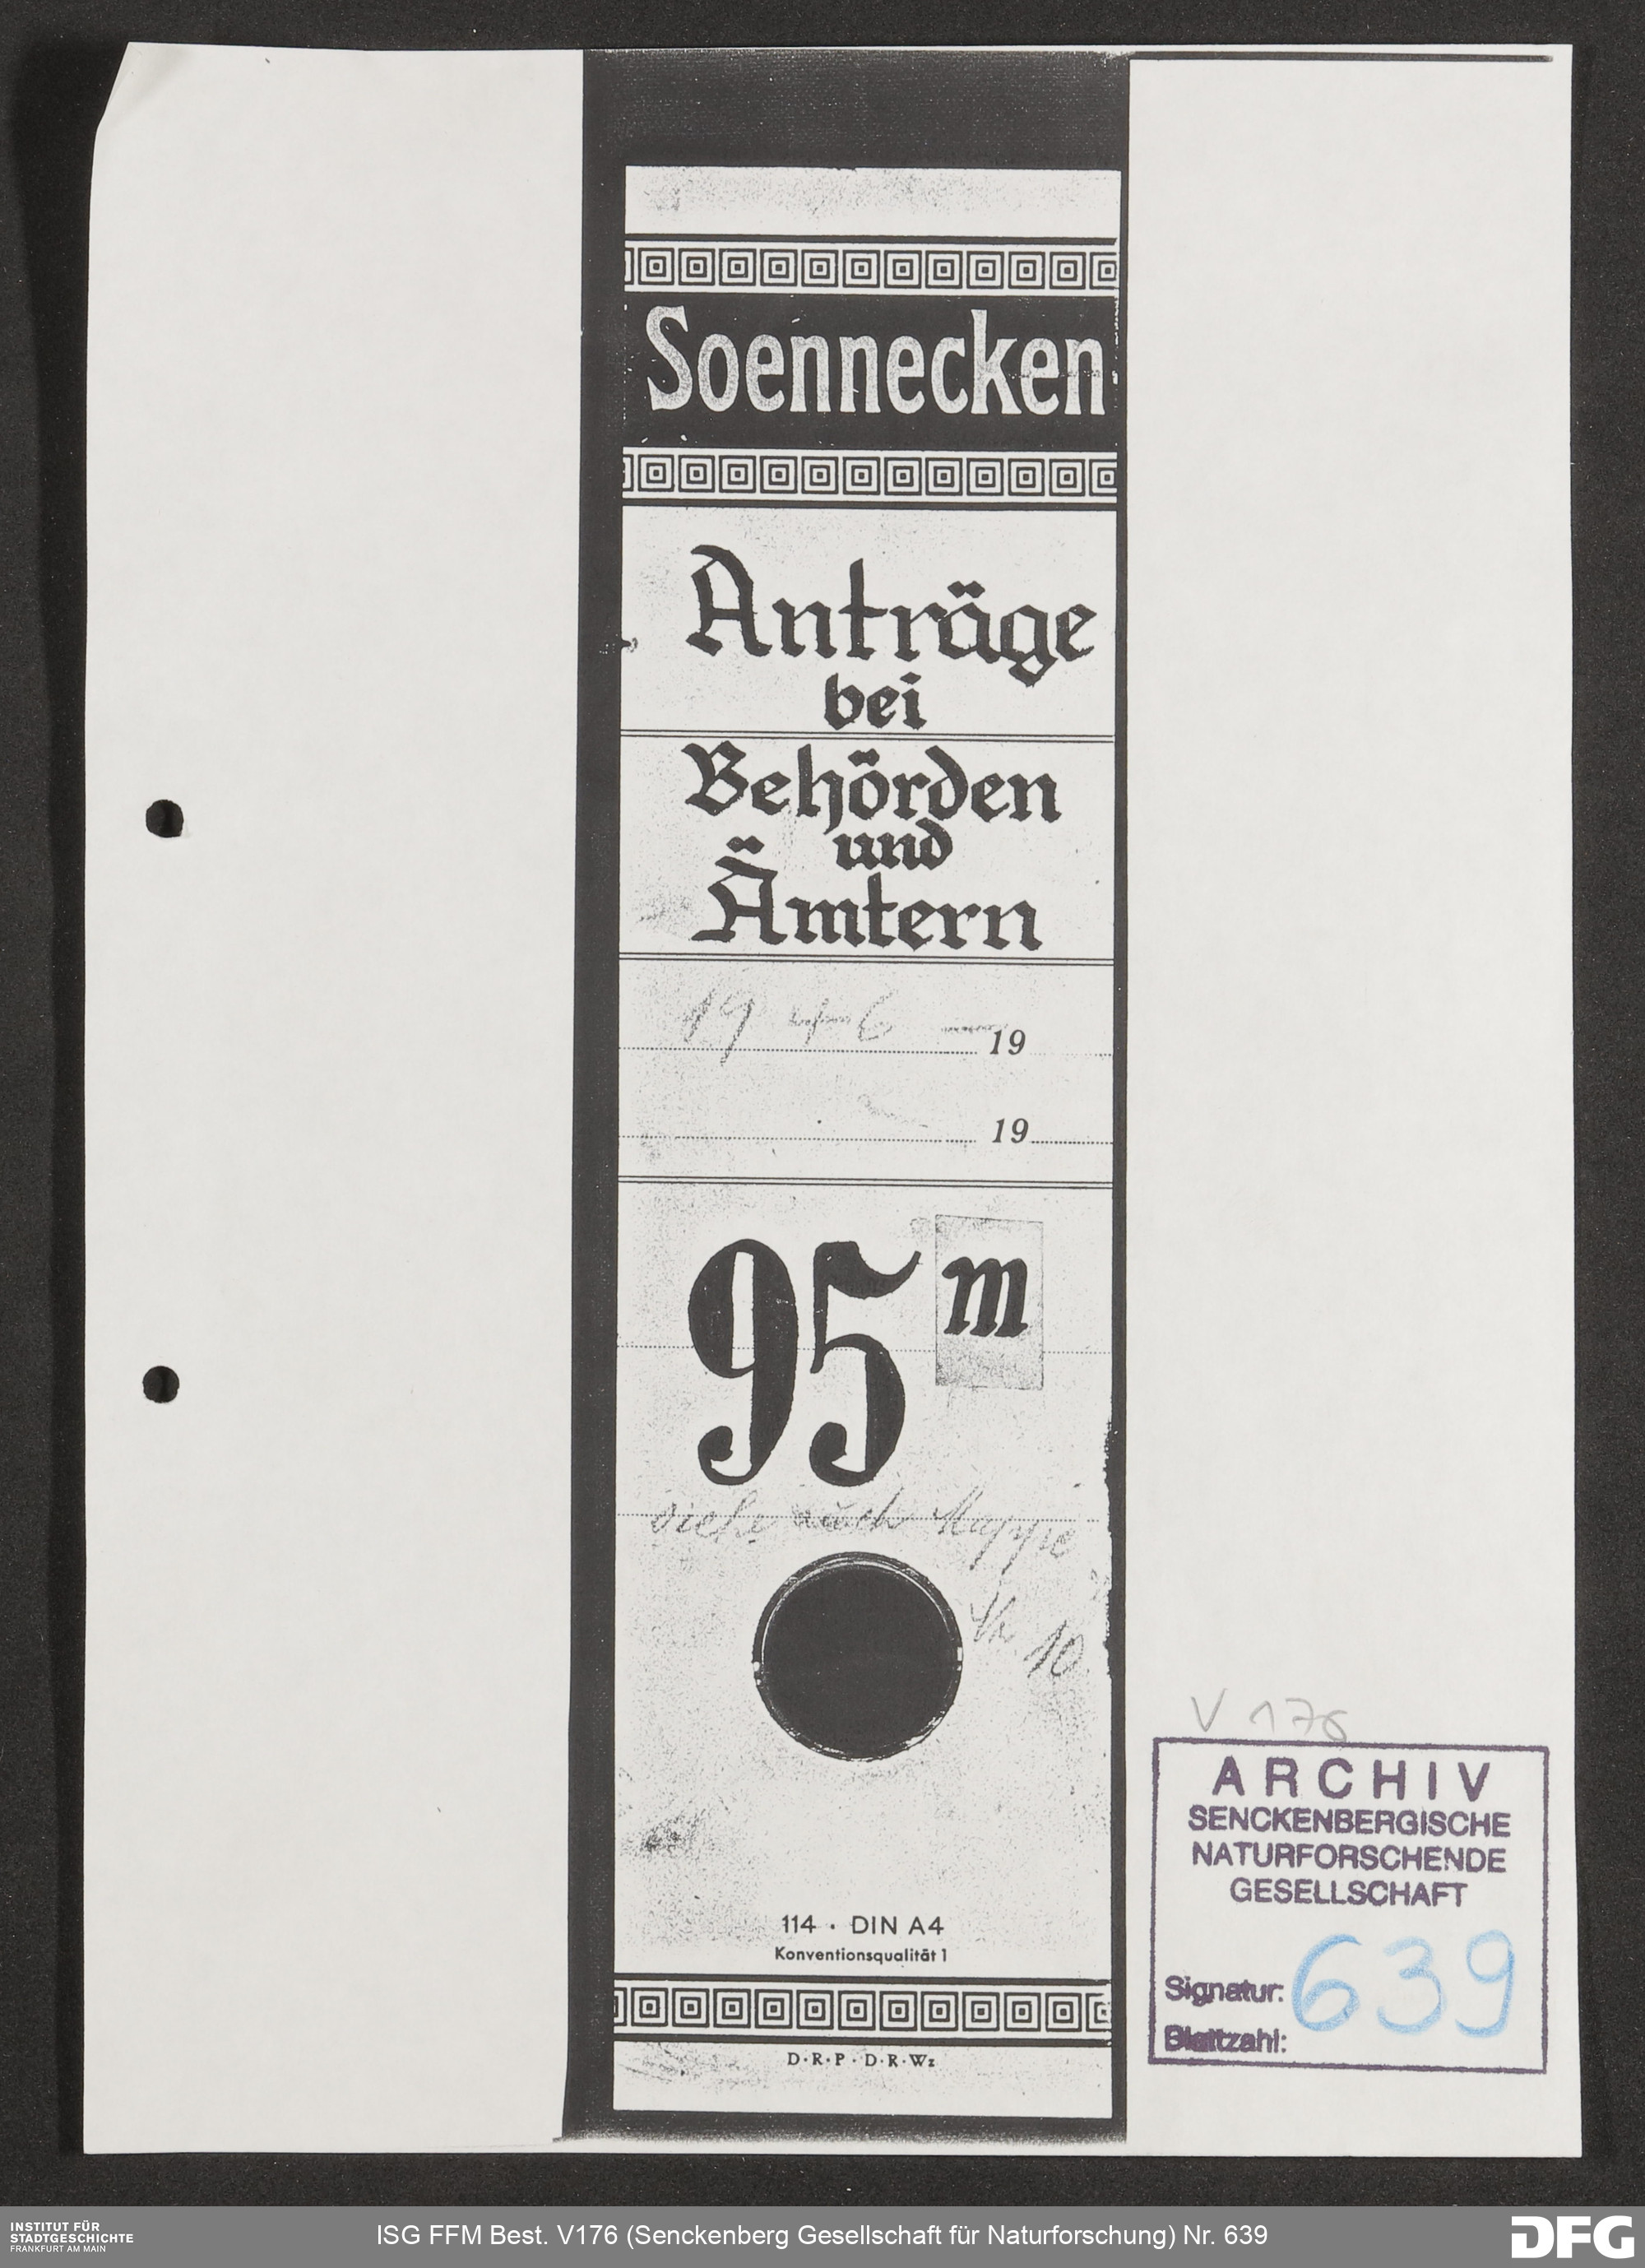 Soennecken
Anträge
bei
Behörden
und
Ämtern
1946 — 19
19
95 m
siehe auch Mappe
10
114 · DIN A4
Konventionsqualität 1
D·R·P·D·R·Wz
V 176
ARCHIV
SENCKENBERGISCHE
NATURFORSCHENDE
GESELLSCHAFT
Signatur: 639
Blattzahl:
INSTITUT FÜR
STADTGESCHICHTE
FRANKFURT AM MAIN
ISG FFM Best. V176 (Senckenberg Gesellschaft für Naturforschung) Nr. 639
DFG